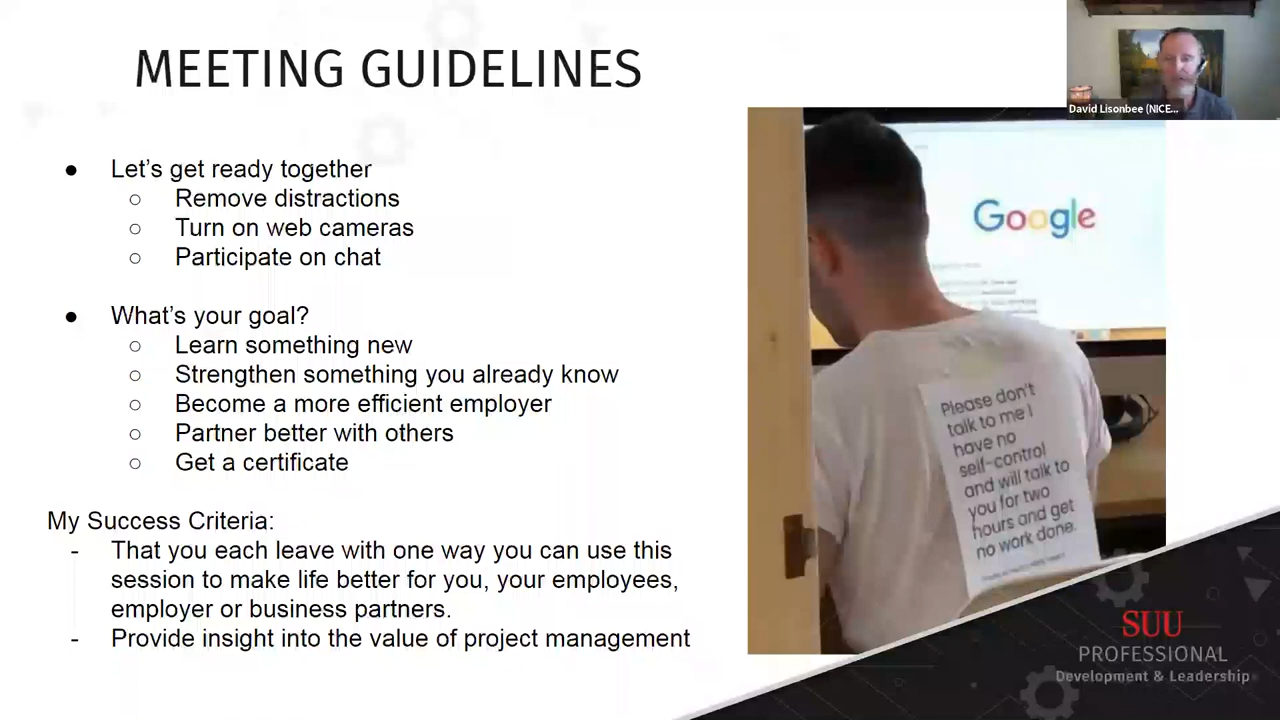 MEETING GUIDELINES
David Lisonbee (NICE...
● Let's get ready together
○ Remove distractions
○ Turn on web cameras
○ Participate on chat
● What's your goal?
○ Learn something new
○ Strengthen something you already know
○ Become a more efficient employer
○ Partner better with others
○ Get a certificate
My Success Criteria:
- That you each leave with one way you can use this
session to make life better for you, your employees,
employer or business partners.
- Provide insight into the value of project management
Google
Please don't
talk to me I
have no
self-control
and will talk to
you for two
hours and get
no work done.
SUU
PROFESSIONAL
Development & Leadership